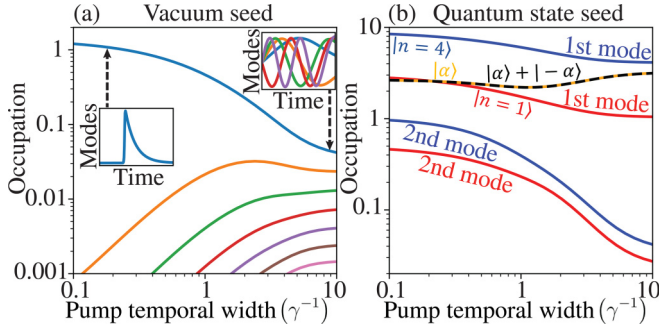 (a) Vacuum seed
Occupation
1
0.1
0.01
0.001
Modes
Time
Modes
Time
0.1
1
10
Pump temporal width (γ⁻¹)
(b) Quantum state seed
Occupation
10
1
0.1
|n = 4⟩
1st mode
|α⟩
|α⟩ + |− α⟩
|n = 1⟩
1st mode
2nd mode
2nd mode
0.1
1
10
Pump temporal width (γ⁻¹)